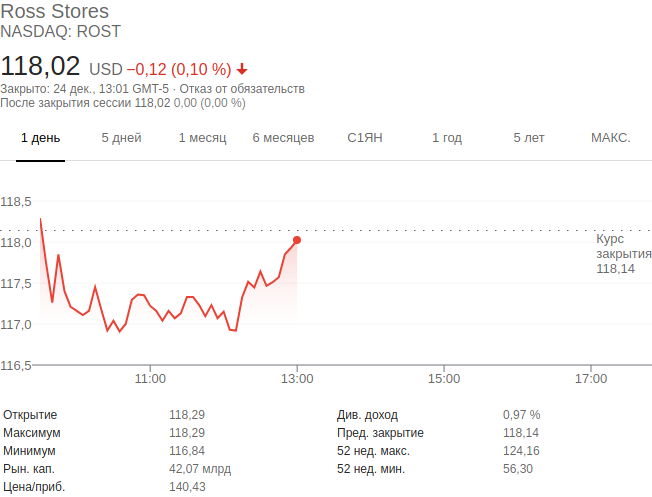 Ross Stores
NASDAQ: ROST
118,02 USD −0,12 (0,10 %)
Закрыто: 24 дек., 13:01 GMT-5 · Отказ от обязательств
После закрытия сессии 118,02 0,00 (0,00 %)
1 день 5 дней 1 месяц 6 месяцев С1ЯН 1 год 5 лет МАКС.
118,5
118,0
117,5
117,0
116,5
Курс
закрытия
118,14
11:00 13:00 15:00 17:00
Открытие 118,29 Див. доход 0,97 %
Максимум 118,29 Пред. закрытие 118,14
Минимум 116,84 52 нед. макс. 124,16
Рын. кап. 42,07 млрд 52 нед. мин. 56,30
Цена/приб. 140,43